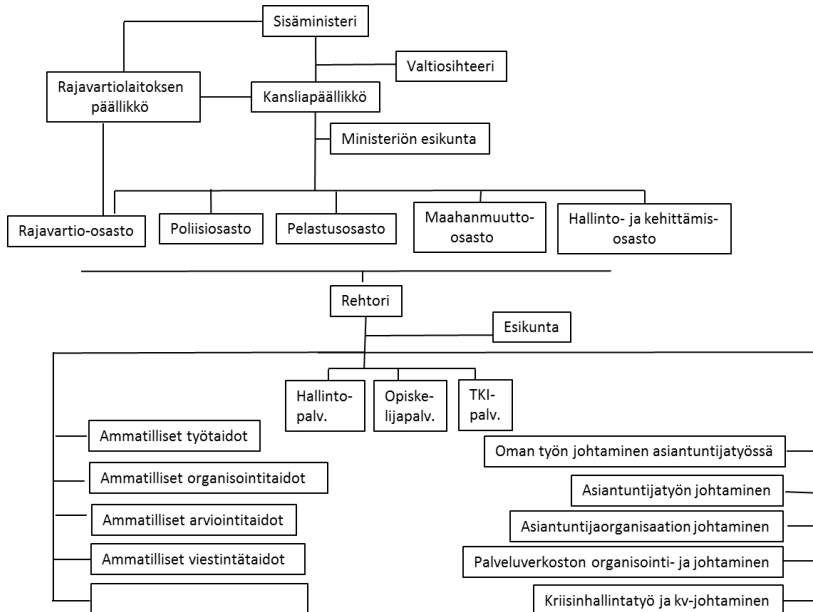 Sisäministeri
Valtiosihteeri
Rajavartiolaitoksen
päällikkö
Kansliapäällikkö
Ministeriön esikunta
Rajavartio-osasto
Poliisiosasto
Pelastusosasto
Maahanmuutto-
osasto
Hallinto- ja kehittämis-
osasto
Rehtori
Esikunta
Hallinto-
palv.
Opiske-
lijapalv.
TKI-
palv.
Ammatilliset työtaidot
Ammatilliset organisointitaidot
Ammatilliset arviointitaidot
Ammatilliset viestintätaidot
Oman työn johtaminen asiantuntijatyössä
Asiantuntijatyön johtaminen
Asiantuntijaorganisaation johtaminen
Palveluverkoston organisointi- ja johtaminen
Kriisinhallintatyö ja kv-johtaminen